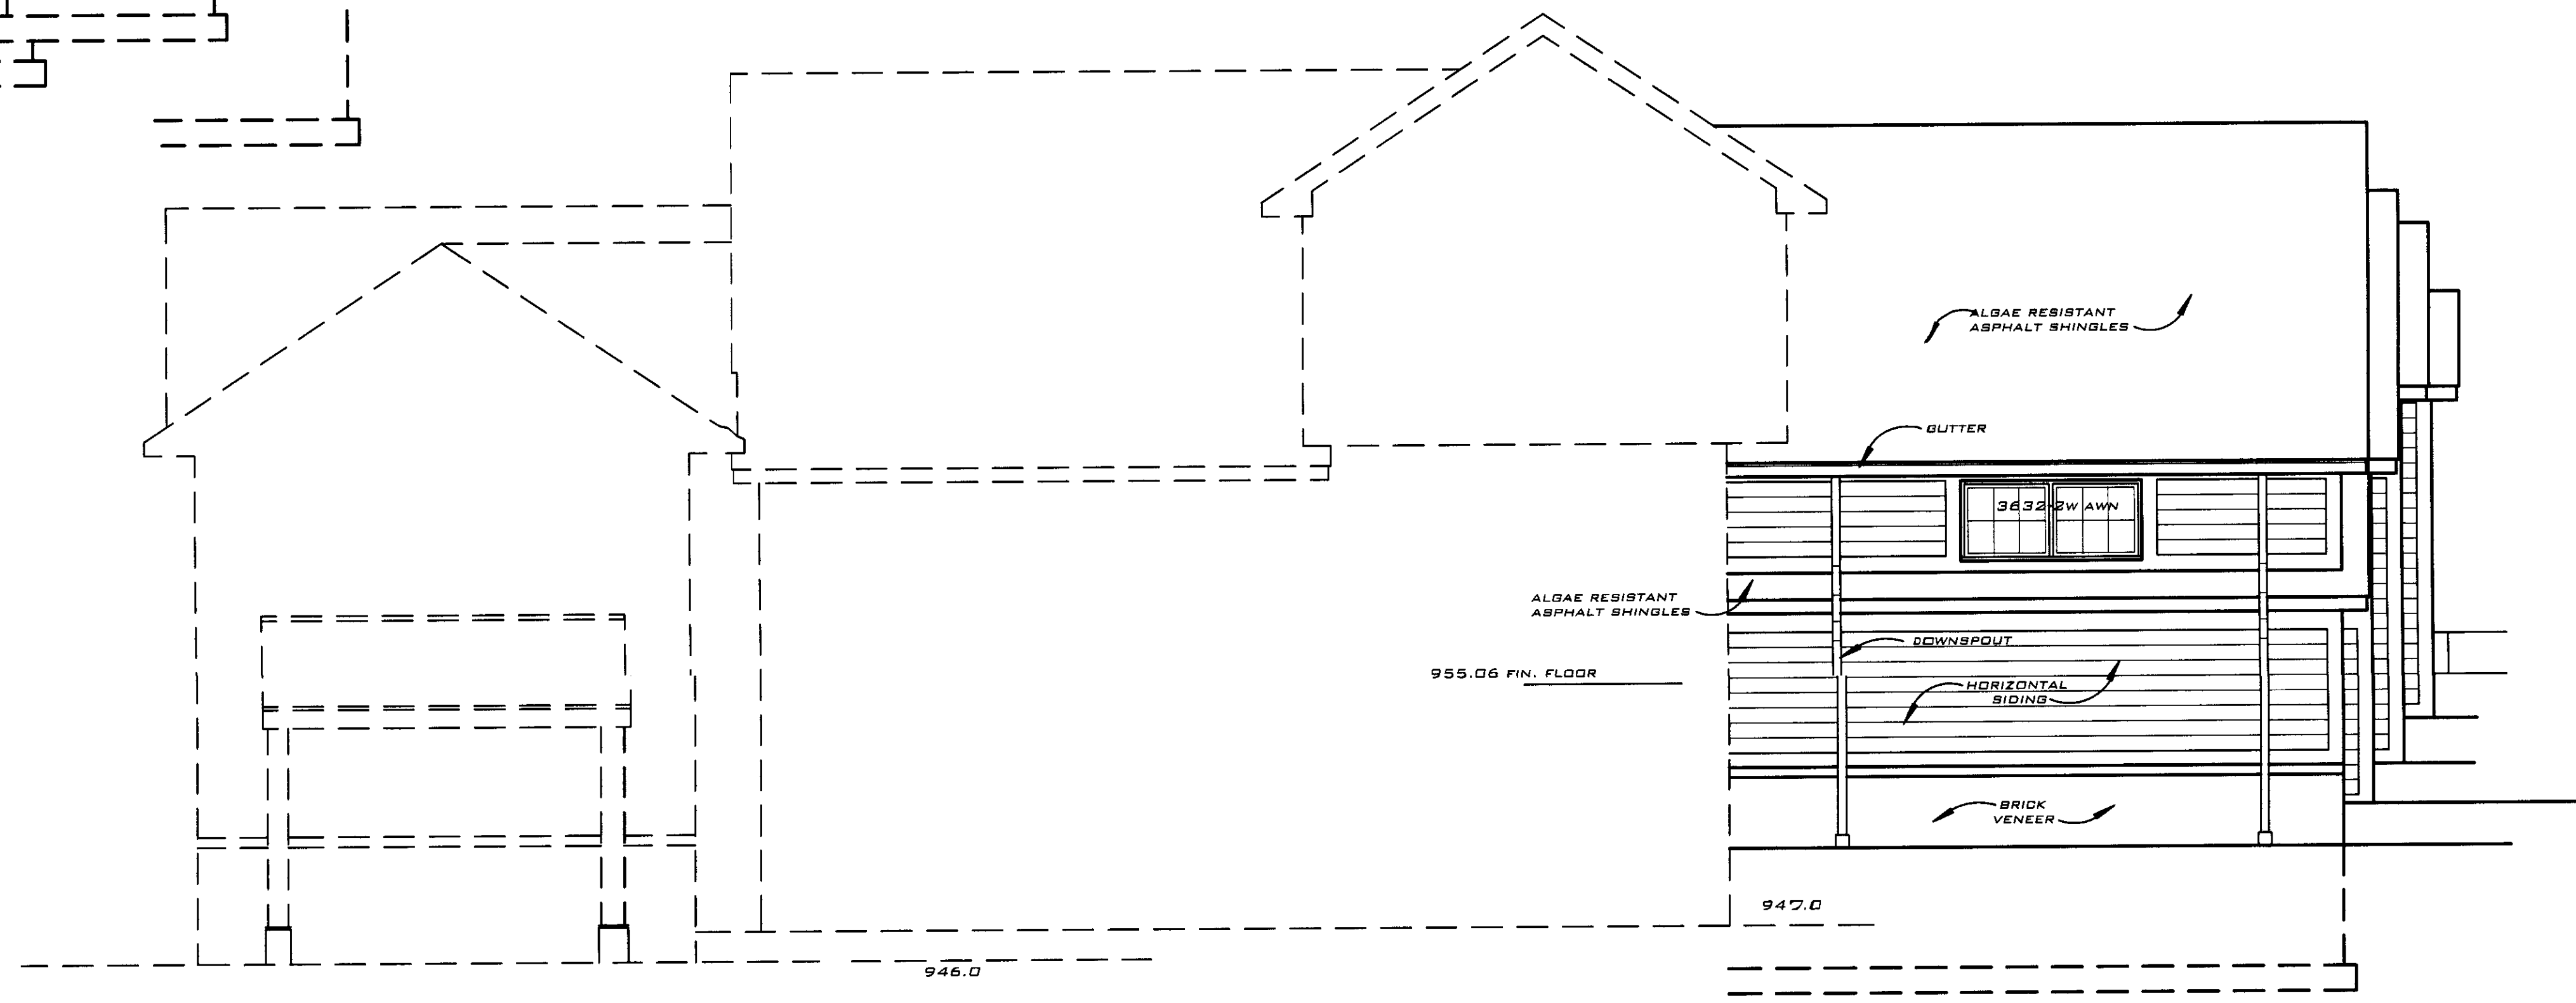 ALGAE RESISTANT
ASPHALT SHINGLES
GUTTER
3632-2W AWN
ALGAE RESISTANT
ASPHALT SHINGLES
DOWNSPOUT
955.06 FIN. FLOOR
HORIZONTAL
SIDING
BRICK
VENEER
947.0
946.0